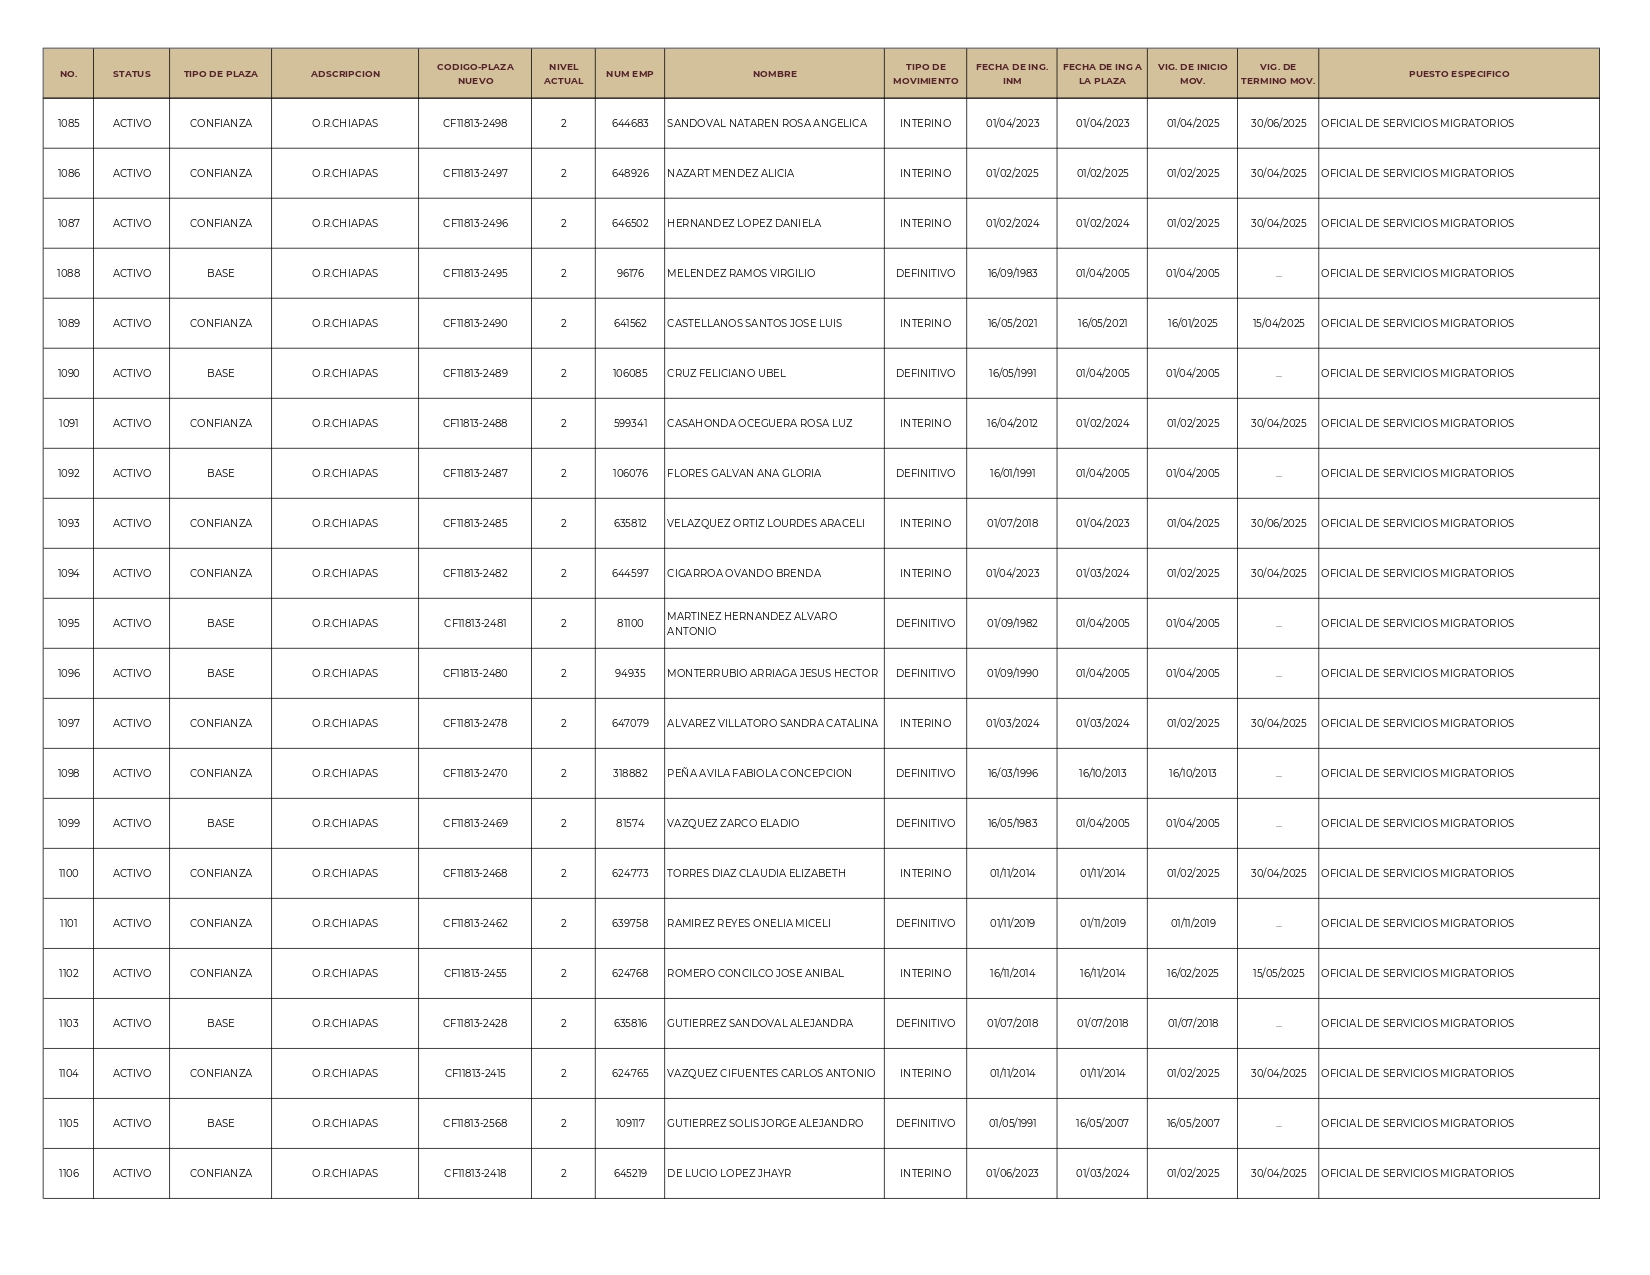 NO. STATUS TIPO DE PLAZA ADSCRIPCION CODIGO-PLAZA NUEVO NIVEL ACTUAL NUM EMP NOMBRE TIPO DE MOVIMIENTO FECHA DE ING. INM FECHA DE ING A LA PLAZA VIG. DE INICIO MOV. VIG. DE TERMINO MOV. PUESTO ESPECIFICO
1085 ACTIVO CONFIANZA O.R.CHIAPAS CF11813-2498 2 644683 SANDOVAL NATAREN ROSA ANGELICA INTERINO 01/04/2023 01/04/2023 01/04/2025 30/06/2025 OFICIAL DE SERVICIOS MIGRATORIOS
1086 ACTIVO CONFIANZA O.R.CHIAPAS CF11813-2497 2 648926 NAZART MENDEZ ALICIA INTERINO 01/02/2025 01/02/2025 01/02/2025 30/04/2025 OFICIAL DE SERVICIOS MIGRATORIOS
1087 ACTIVO CONFIANZA O.R.CHIAPAS CF11813-2496 2 646502 HERNANDEZ LOPEZ DANIELA INTERINO 01/02/2024 01/02/2024 01/02/2025 30/04/2025 OFICIAL DE SERVICIOS MIGRATORIOS
1088 ACTIVO BASE O.R.CHIAPAS CF11813-2495 2 96176 MELENDEZ RAMOS VIRGILIO DEFINITIVO 16/09/1983 01/04/2005 01/04/2005 ... OFICIAL DE SERVICIOS MIGRATORIOS
1089 ACTIVO CONFIANZA O.R.CHIAPAS CF11813-2490 2 641562 CASTELLANOS SANTOS JOSE LUIS INTERINO 16/05/2021 16/05/2021 16/01/2025 15/04/2025 OFICIAL DE SERVICIOS MIGRATORIOS
1090 ACTIVO BASE O.R.CHIAPAS CF11813-2489 2 106085 CRUZ FELICIANO UBEL DEFINITIVO 16/05/1991 01/04/2005 01/04/2005 ... OFICIAL DE SERVICIOS MIGRATORIOS
1091 ACTIVO CONFIANZA O.R.CHIAPAS CF11813-2488 2 599341 CASAHONDA OCEGUERA ROSA LUZ INTERINO 16/04/2012 01/02/2024 01/02/2025 30/04/2025 OFICIAL DE SERVICIOS MIGRATORIOS
1092 ACTIVO BASE O.R.CHIAPAS CF11813-2487 2 106076 FLORES GALVAN ANA GLORIA DEFINITIVO 16/01/1991 01/04/2005 01/04/2005 ... OFICIAL DE SERVICIOS MIGRATORIOS
1093 ACTIVO CONFIANZA O.R.CHIAPAS CF11813-2485 2 635812 VELAZQUEZ ORTIZ LOURDES ARACELI INTERINO 01/07/2018 01/04/2023 01/04/2025 30/06/2025 OFICIAL DE SERVICIOS MIGRATORIOS
1094 ACTIVO CONFIANZA O.R.CHIAPAS CF11813-2482 2 644597 CIGARROA OVANDO BRENDA INTERINO 01/04/2023 01/03/2024 01/02/2025 30/04/2025 OFICIAL DE SERVICIOS MIGRATORIOS
1095 ACTIVO BASE O.R.CHIAPAS CF11813-2481 2 81100 MARTINEZ HERNANDEZ ALVARO ANTONIO DEFINITIVO 01/09/1982 01/04/2005 01/04/2005 ... OFICIAL DE SERVICIOS MIGRATORIOS
1096 ACTIVO BASE O.R.CHIAPAS CF11813-2480 2 94935 MONTERRUBIO ARRIAGA JESUS HECTOR DEFINITIVO 01/09/1990 01/04/2005 01/04/2005 ... OFICIAL DE SERVICIOS MIGRATORIOS
1097 ACTIVO CONFIANZA O.R.CHIAPAS CF11813-2478 2 647079 ALVAREZ VILLATORO SANDRA CATALINA INTERINO 01/03/2024 01/03/2024 01/02/2025 30/04/2025 OFICIAL DE SERVICIOS MIGRATORIOS
1098 ACTIVO CONFIANZA O.R.CHIAPAS CF11813-2470 2 318882 PEÑA AVILA FABIOLA CONCEPCION DEFINITIVO 16/03/1996 16/10/2013 16/10/2013 ... OFICIAL DE SERVICIOS MIGRATORIOS
1099 ACTIVO BASE O.R.CHIAPAS CF11813-2469 2 81574 VAZQUEZ ZARCO ELADIO DEFINITIVO 16/05/1983 01/04/2005 01/04/2005 ... OFICIAL DE SERVICIOS MIGRATORIOS
1100 ACTIVO CONFIANZA O.R.CHIAPAS CF11813-2468 2 624773 TORRES DIAZ CLAUDIA ELIZABETH INTERINO 01/11/2014 01/11/2014 01/02/2025 30/04/2025 OFICIAL DE SERVICIOS MIGRATORIOS
1101 ACTIVO CONFIANZA O.R.CHIAPAS CF11813-2462 2 639758 RAMIREZ REYES ONELIA MICELI DEFINITIVO 01/11/2019 01/11/2019 01/11/2019 ... OFICIAL DE SERVICIOS MIGRATORIOS
1102 ACTIVO CONFIANZA O.R.CHIAPAS CF11813-2455 2 624768 ROMERO CONCILCO JOSE ANIBAL INTERINO 16/11/2014 16/11/2014 16/02/2025 15/05/2025 OFICIAL DE SERVICIOS MIGRATORIOS
1103 ACTIVO BASE O.R.CHIAPAS CF11813-2428 2 635816 GUTIERREZ SANDOVAL ALEJANDRA DEFINITIVO 01/07/2018 01/07/2018 01/07/2018 ... OFICIAL DE SERVICIOS MIGRATORIOS
1104 ACTIVO CONFIANZA O.R.CHIAPAS CF11813-2415 2 624765 VAZQUEZ CIFUENTES CARLOS ANTONIO INTERINO 01/11/2014 01/11/2014 01/02/2025 30/04/2025 OFICIAL DE SERVICIOS MIGRATORIOS
1105 ACTIVO BASE O.R.CHIAPAS CF11813-2568 2 109117 GUTIERREZ SOLIS JORGE ALEJANDRO DEFINITIVO 01/05/1991 16/05/2007 16/05/2007 ... OFICIAL DE SERVICIOS MIGRATORIOS
1106 ACTIVO CONFIANZA O.R.CHIAPAS CF11813-2418 2 645219 DE LUCIO LOPEZ JHAYR INTERINO 01/06/2023 01/03/2024 01/02/2025 30/04/2025 OFICIAL DE SERVICIOS MIGRATORIOS